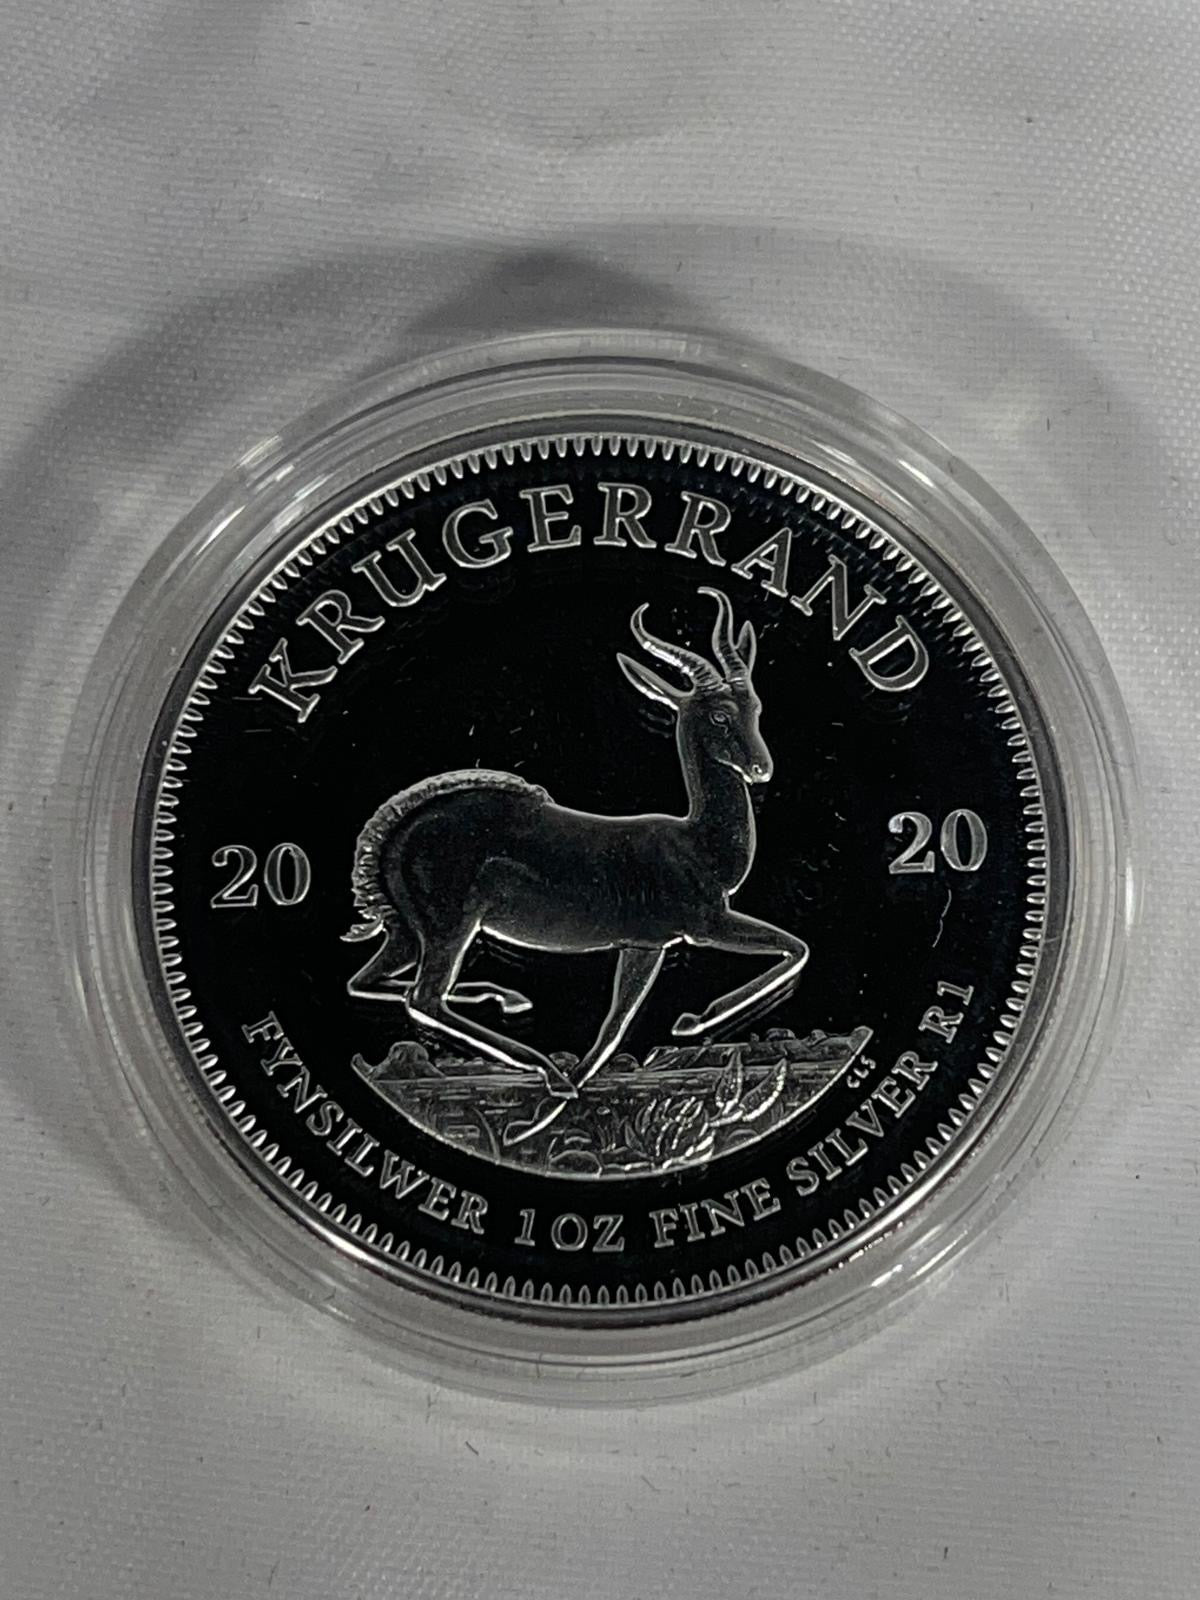 KRUGERRAND
20 20
CLS
FYNSILWER 1 OZ FINE SILVER R1